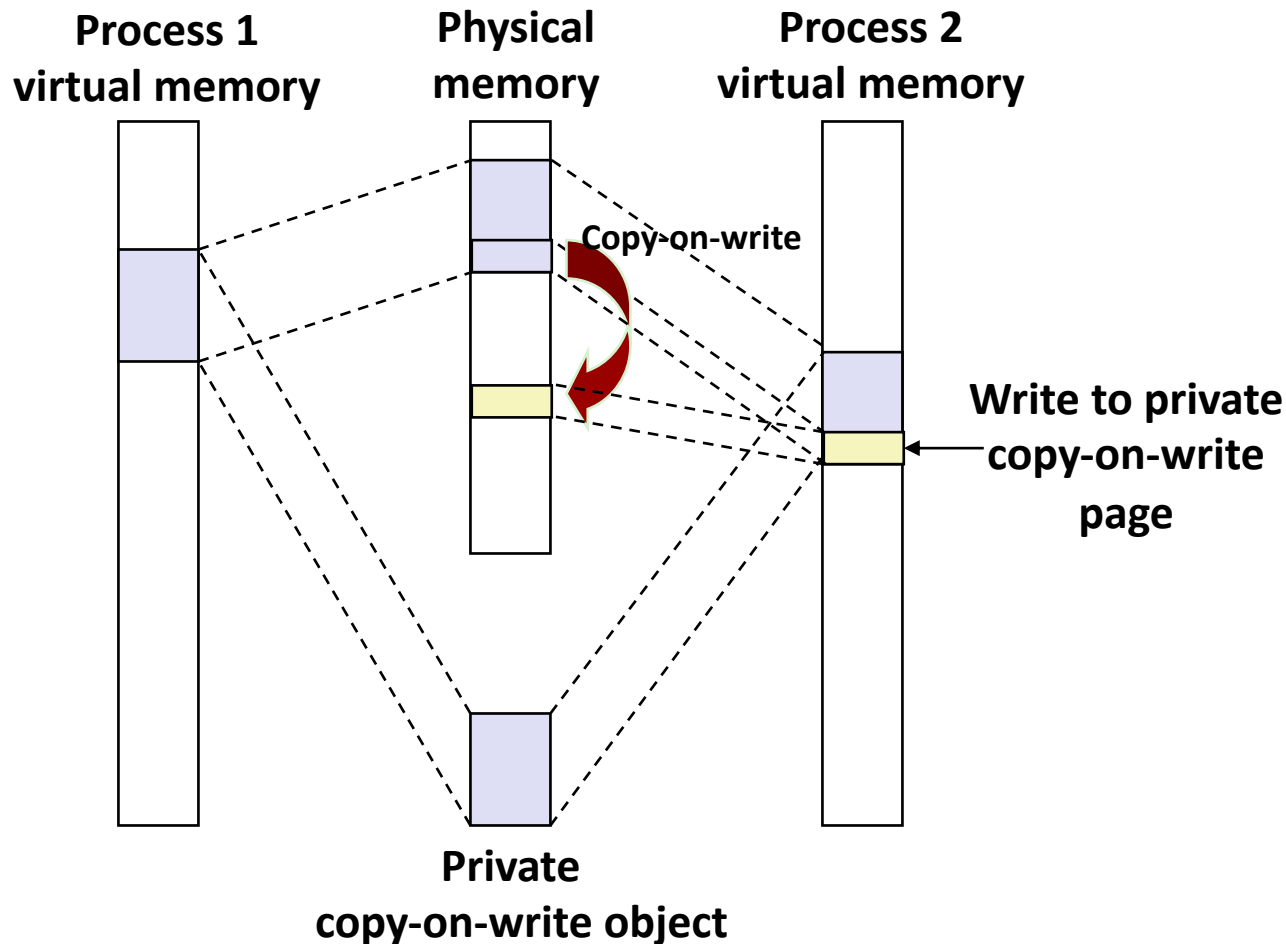 Process 1
virtual memory
Physical
memory
Process 2
virtual memory
Copy-on-write
Write to private
copy-on-write
page
Private
copy-on-write object